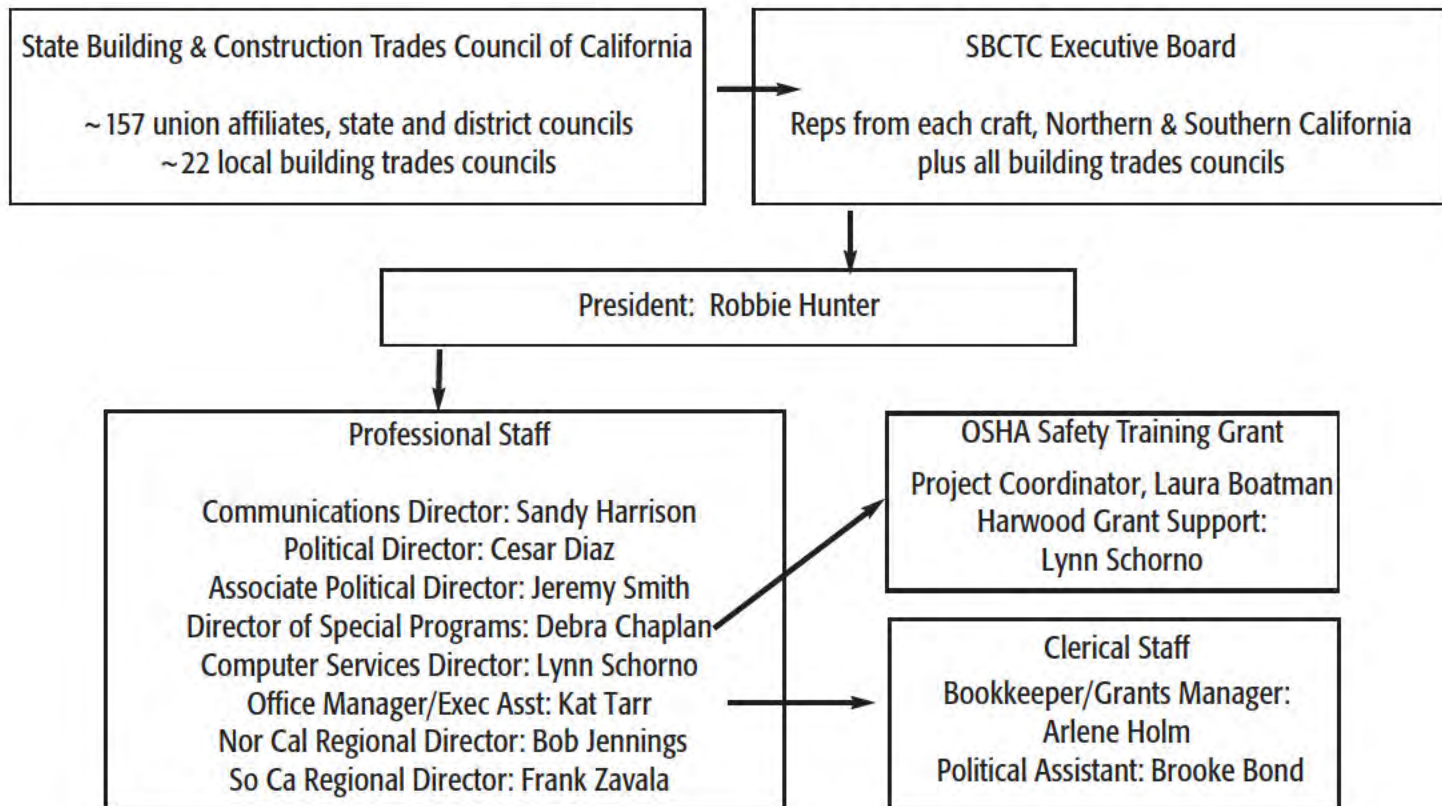 State Building & Construction Trades Council of California
~157 union affiliates, state and district councils
~22 local building trades councils
SBCTC Executive Board
Reps from each craft, Northern & Southern California
plus all building trades councils
President: Robbie Hunter
Professional Staff
Communications Director: Sandy Harrison
Political Director: Cesar Diaz
Associate Political Director: Jeremy Smith
Director of Special Programs: Debra Chaplan
Computer Services Director: Lynn Schorno
Office Manager/Exec Asst: Kat Tarr
Nor Cal Regional Director: Bob Jennings
So Ca Regional Director: Frank Zavala
OSHA Safety Training Grant
Project Coordinator, Laura Boatman
Harwood Grant Support:
Lynn Schorno
Clerical Staff
Bookkeeper/Grants Manager:
Arlene Holm
Political Assistant: Brooke Bond